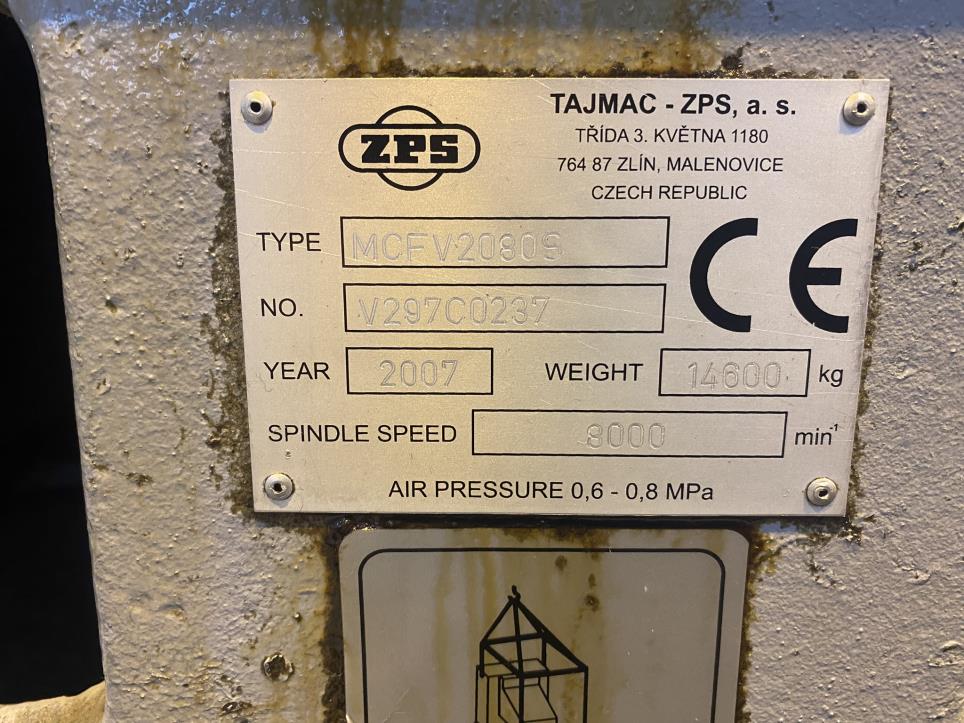 ZPS
TAJMAC - ZPS, a. s.
TŘÍDA 3. KVĚTNA 1180
764 87 ZLÍN, MALENOVICE
CZECH REPUBLIC
TYPE MCFV2080S
CE
NO. V297C0237
YEAR 2007 WEIGHT 14600 kg
SPINDLE SPEED 8000 min-1
AIR PRESSURE 0,6 - 0,8 MPa